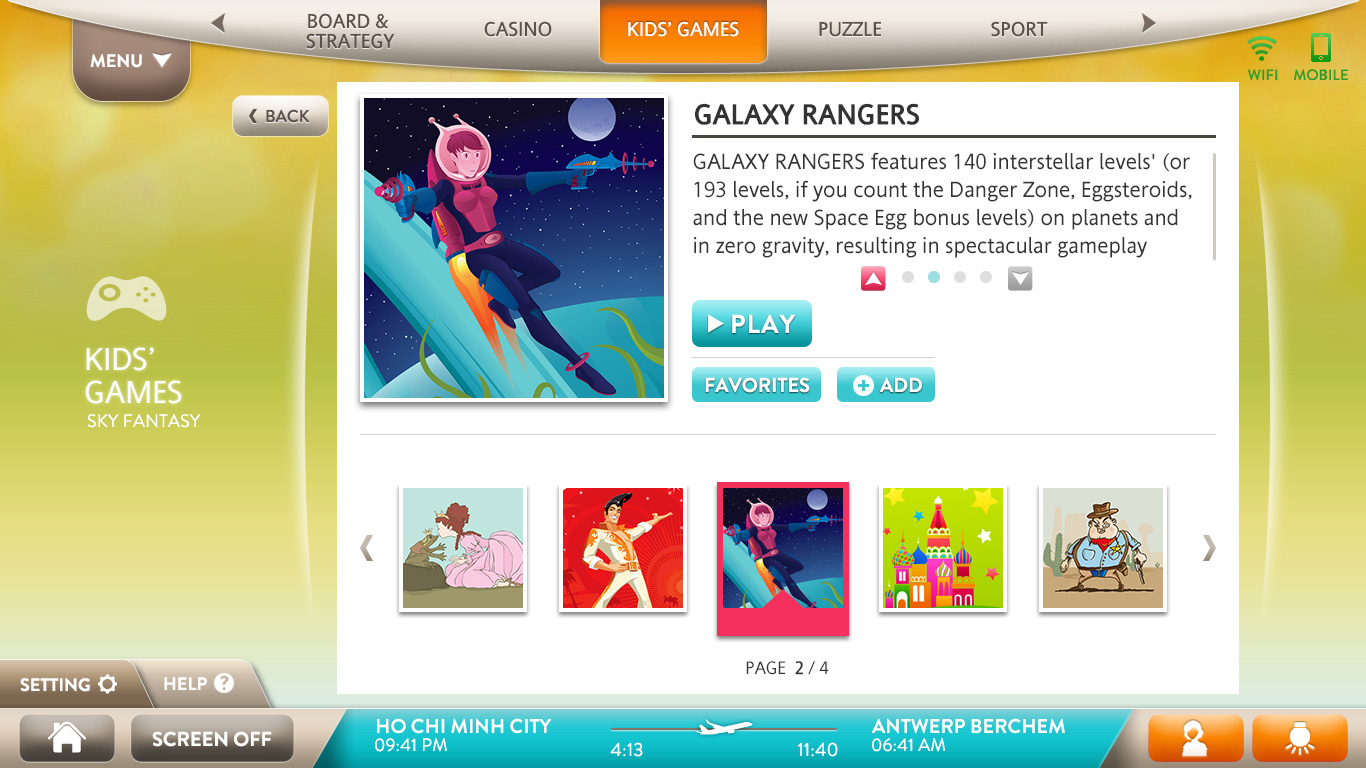 BOARD &
STRATEGY
CASINO
KIDS' GAMES
PUZZLE
SPORT
MENU
WIFI
MOBILE
BACK
GALAXY RANGERS
GALAXY RANGERS features 140 interstellar levels' (or
193 levels, if you count the Danger Zone, Eggsteroids,
and the new Space Egg bonus levels) on planets and
in zero gravity, resulting in spectacular gameplay
PLAY
FAVORITES
ADD
KIDS'
GAMES
SKY FANTASY
PAGE 2 / 4
SETTING
HELP ?
SCREEN OFF
HO CHI MINH CITY
09:41 PM
4:13
11:40
ANTWERP BERCHEM
06:41 AM